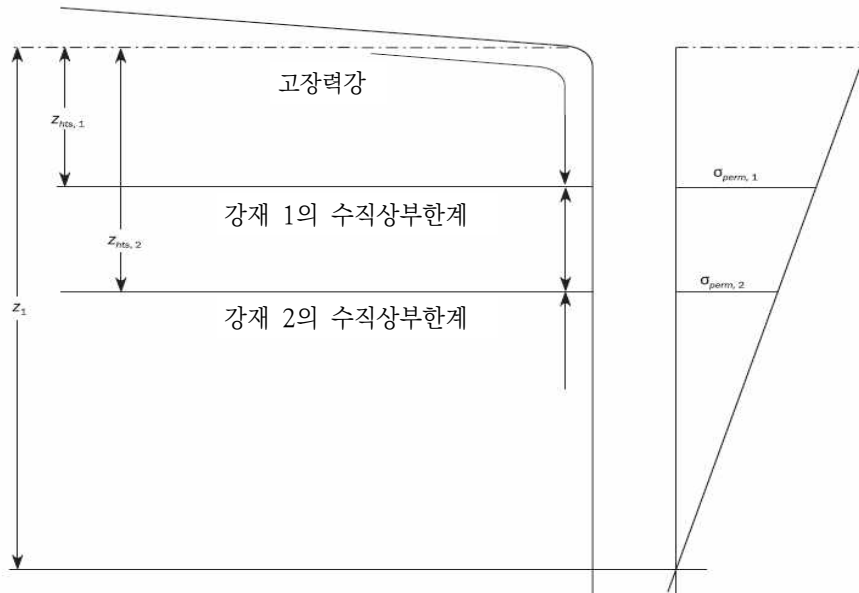 고장력강
z_hts, 1
σ_perm, 1
강재 1의 수직상부한계
z_hts, 2
σ_perm, 2
z_1
강재 2의 수직상부한계